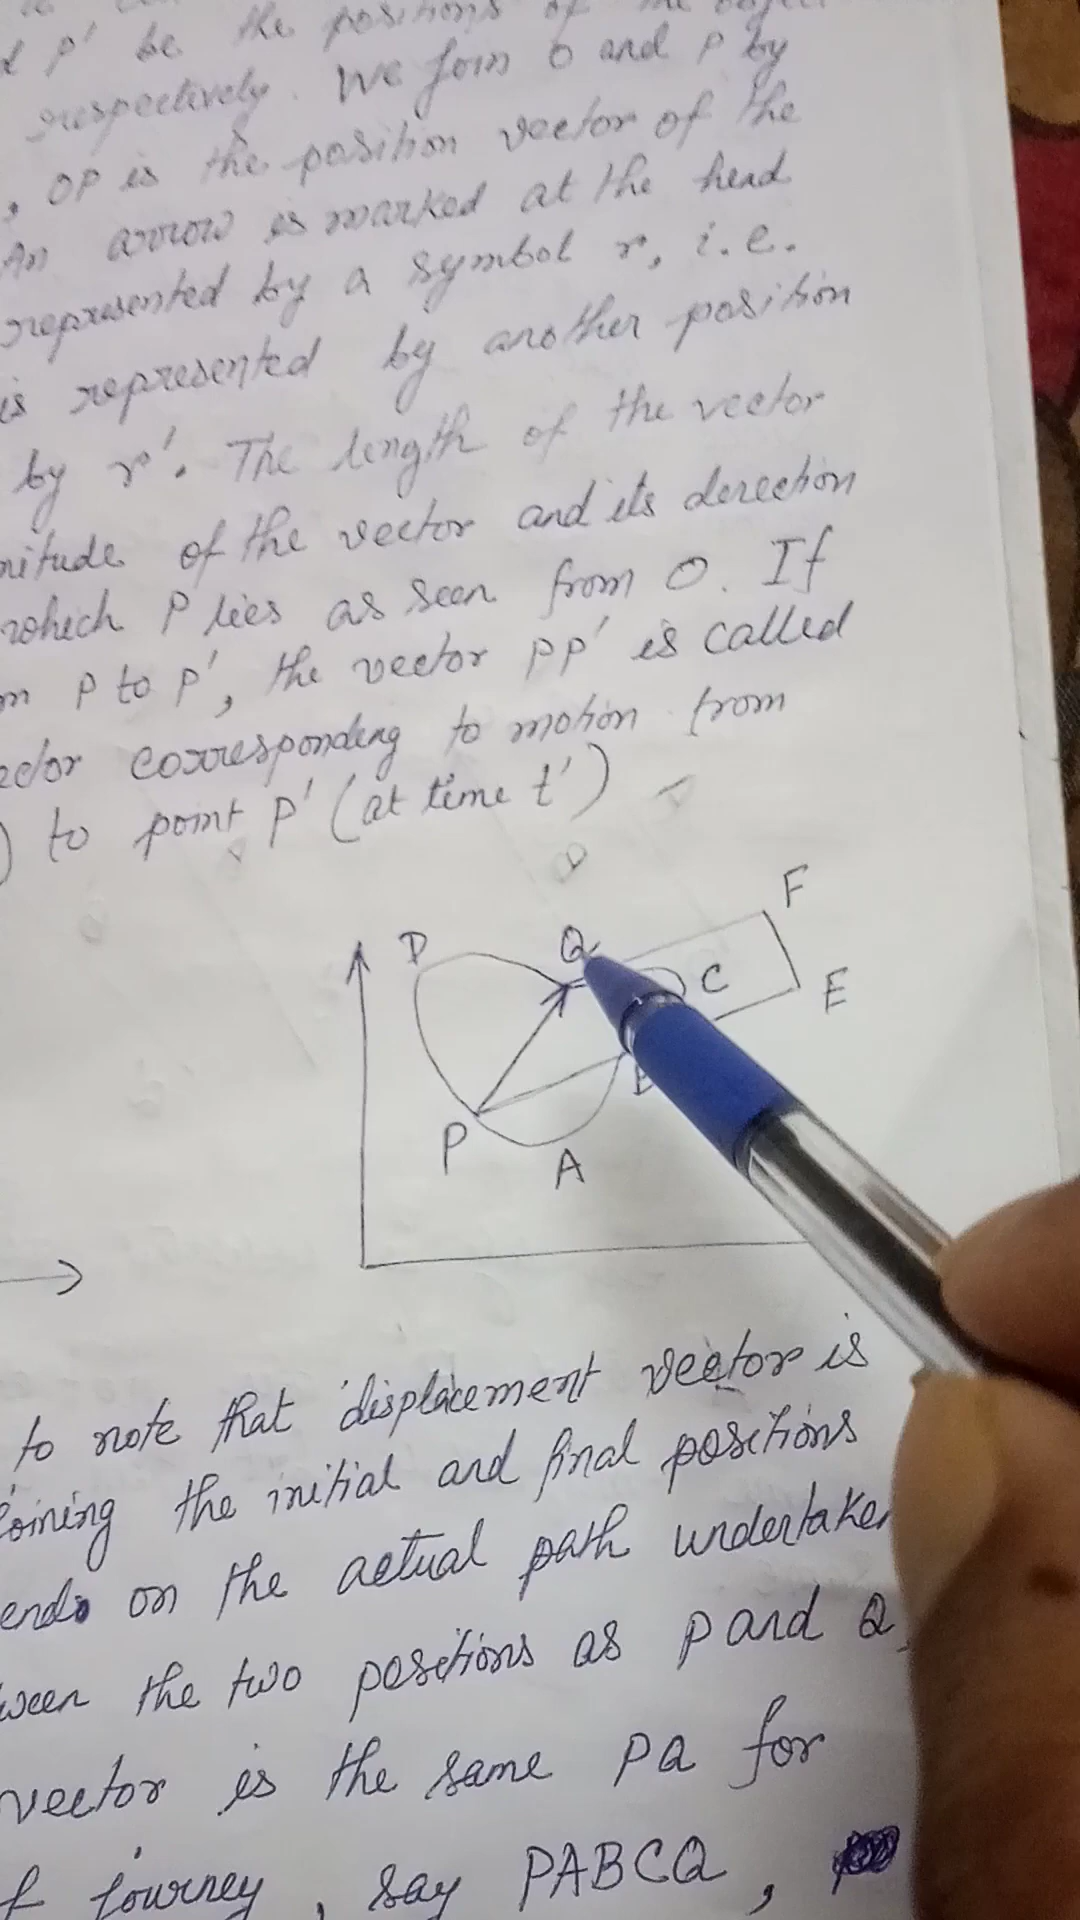 p' be the positions of the
respectively. We join O and P by
, OP is the position vector of the
An arrow is marked at the head
represented by a symbol r, i.e.
is represented by another position
by r'. The length of the vector
nitude of the vector and its derection
which P lies as seen from O. If
m P to P', the vector PP' is called
ector corresponding to motion from
) to point P' (at time t')
F
D
Q
C
E
P
A
to note that displacement vector is
joining the initial and final positions
ends on the actual path undertake
ween the two positions as P and Q,
vector is the same PQ for
f journey, say PABCQ,